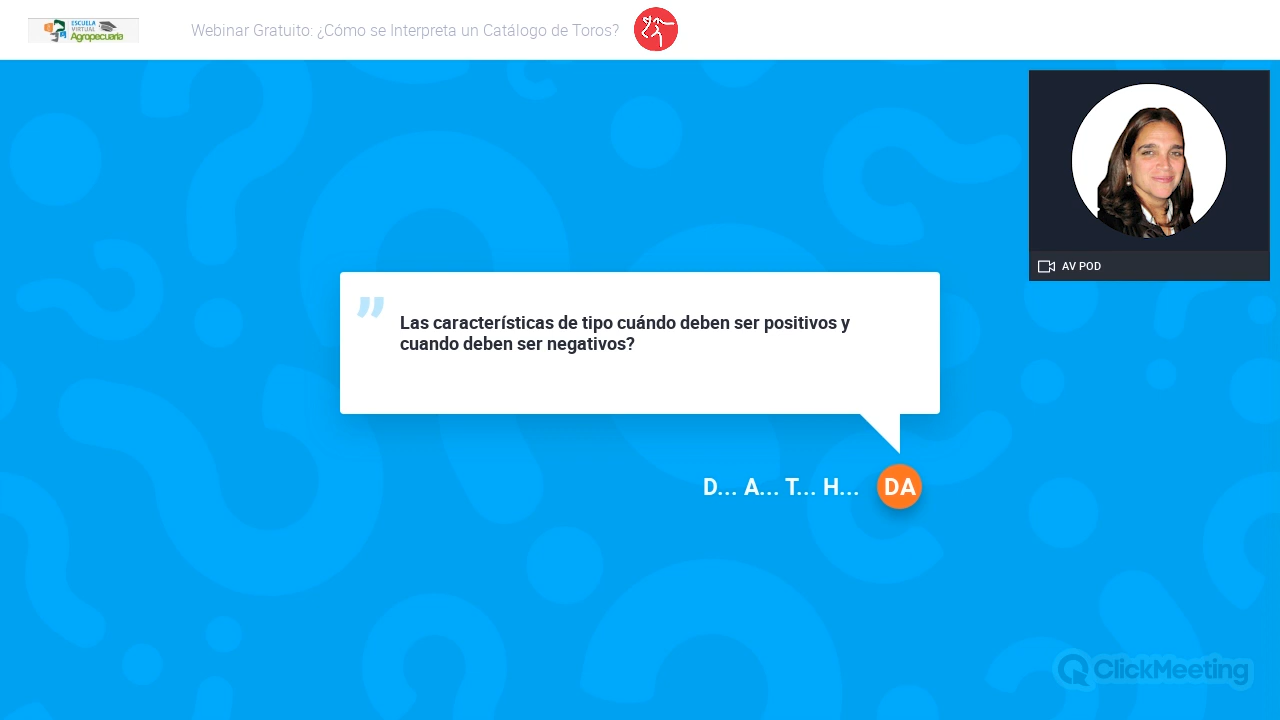 ESCUELA
VIRTUAL
Agropecuaria
Webinar Gratuito: ¿Cómo se Interpreta un Catálogo de Toros?
AV POD
Las características de tipo cuándo deben ser positivos y
cuando deben ser negativos?
D... A... T... H...
DA
ClickMeeting